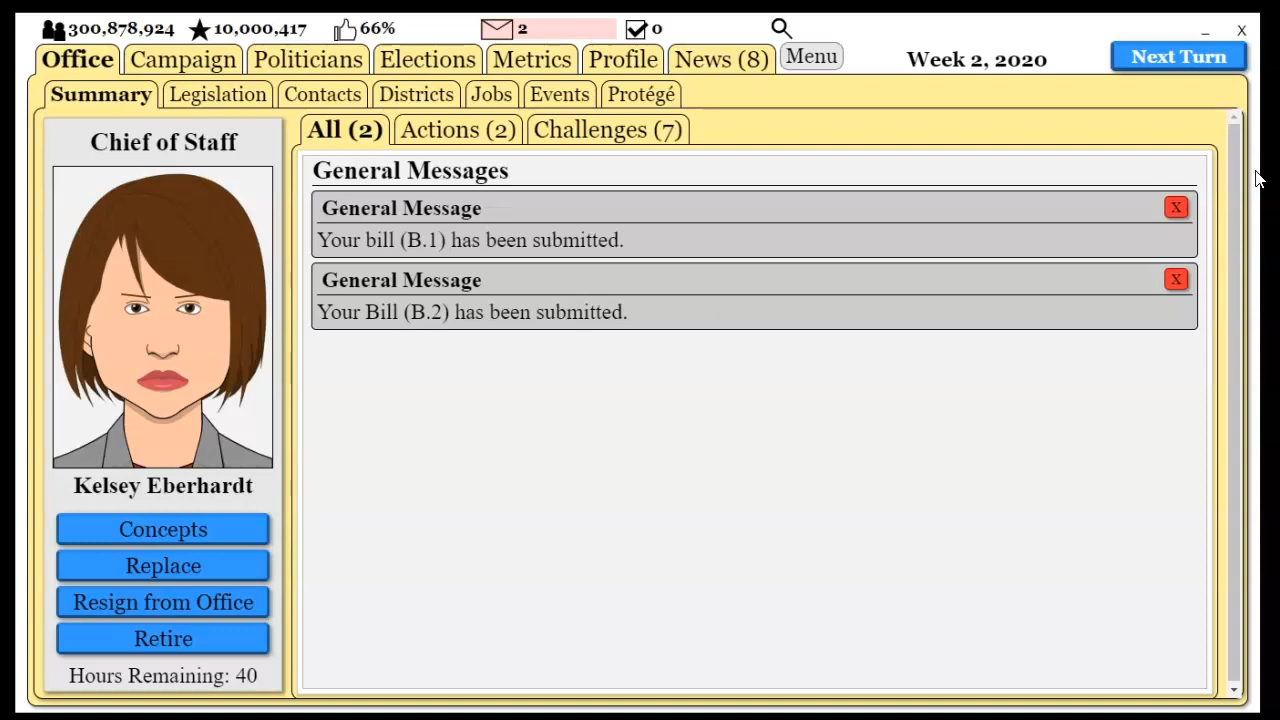 300,878,924 10,000,417 66% 2 0 _ X
Office Campaign Politicians Elections Metrics Profile News (8) Menu Week 2, 2020 Next Turn
Summary Legislation Contacts Districts Jobs Events Protégé
Chief of Staff
Kelsey Eberhardt
Concepts
Replace
Resign from Office
Retire
Hours Remaining: 40
All (2) Actions (2) Challenges (7)
General Messages
General Message X
Your bill (B.1) has been submitted.
General Message X
Your Bill (B.2) has been submitted.